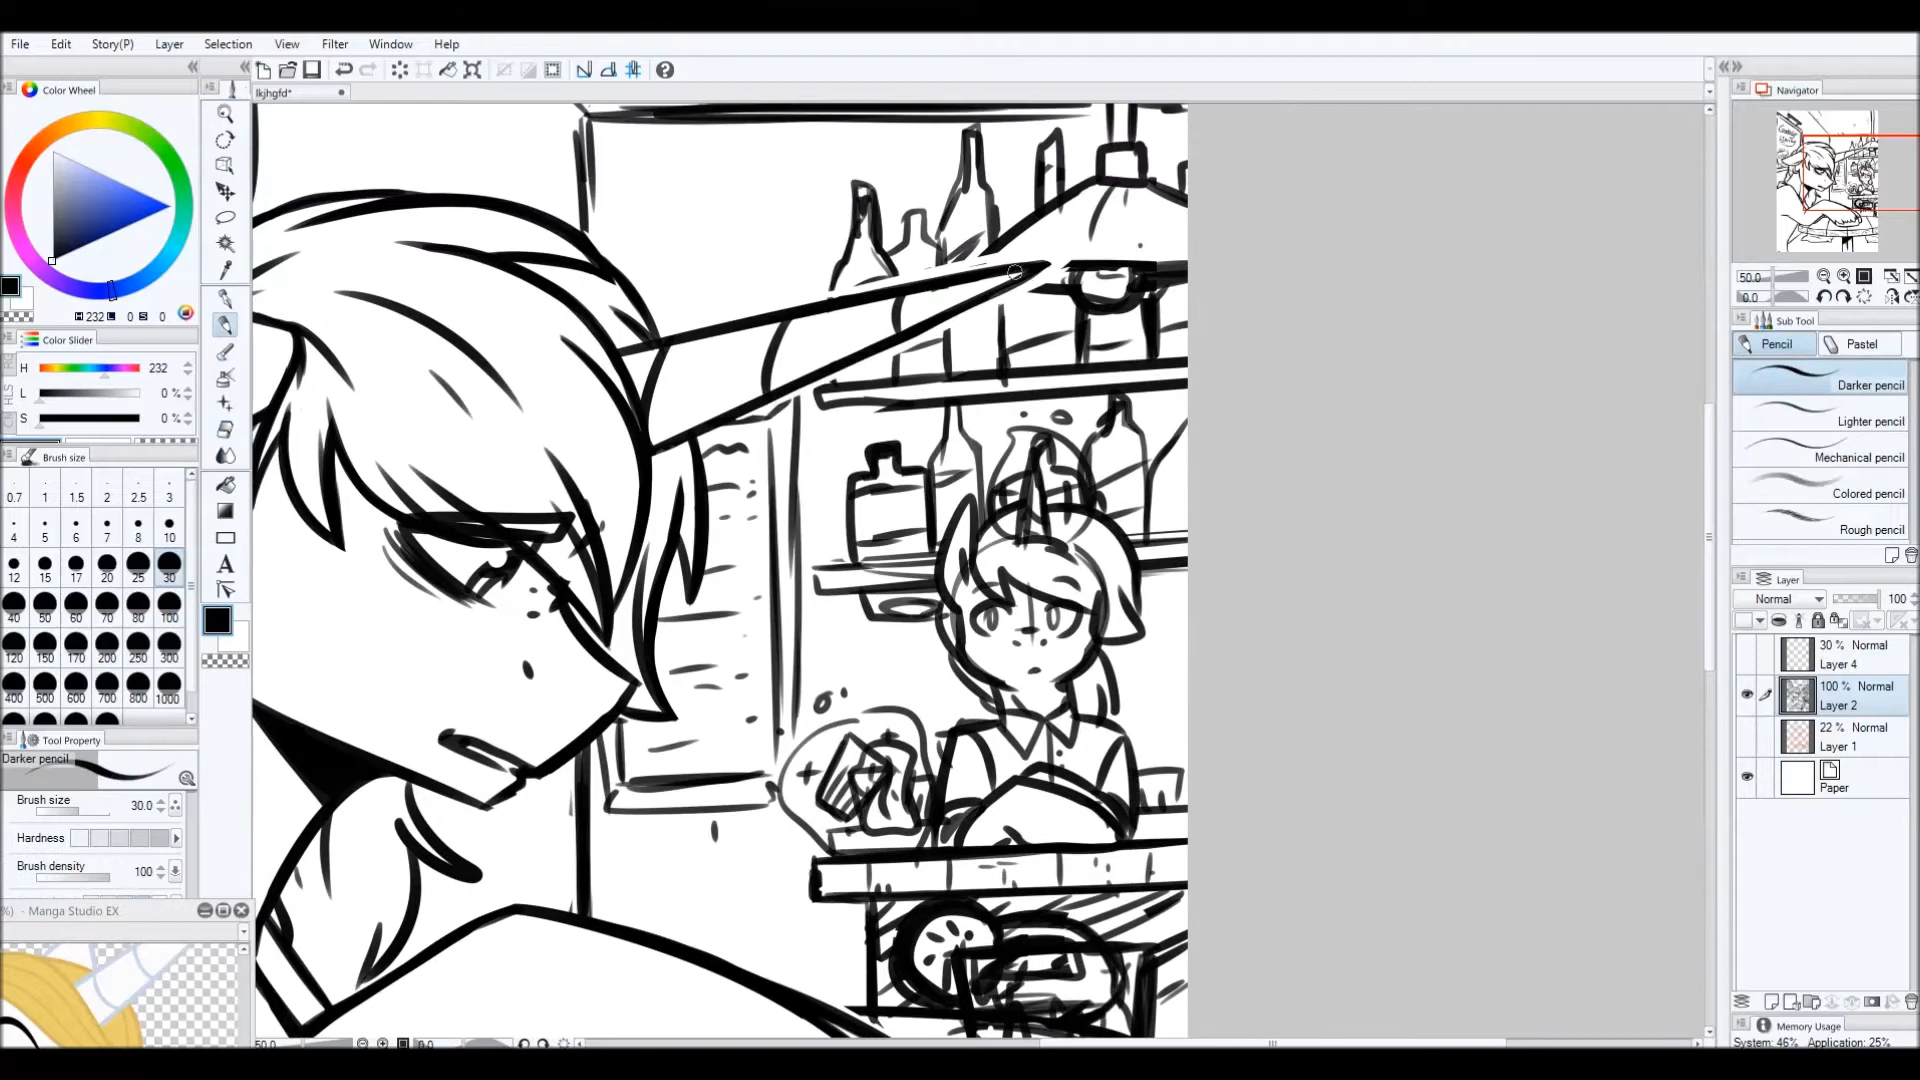 File Edit Story(P) Layer Selection View Filter Window Help
Color Wheel
lkjhgfd*
Navigator
232 0 S 0
50.0
0.0
Color Slider
H 232
L 0 %
S 0 %
Sub Tool
Pencil Pastel
Darker pencil
Lighter pencil
Mechanical pencil
Colored pencil
Rough pencil
Brush size
0.7 1 1.5 2 2.5 3
4 5 6 7 8 10
12 15 17 20 25 30
40 50 60 70 80 100
120 150 170 200 250 300
400 500 600 700 800 1000
Layer
Normal 100
30 % Normal
Layer 4
100 % Normal
Layer 2
22 % Normal
Layer 1
Paper
Tool Property
Darker pencil
Brush size 30.0
Hardness
Brush density 100
%) - Manga Studio EX
50.0 0.0
Memory Usage
System: 46% Application: 25%